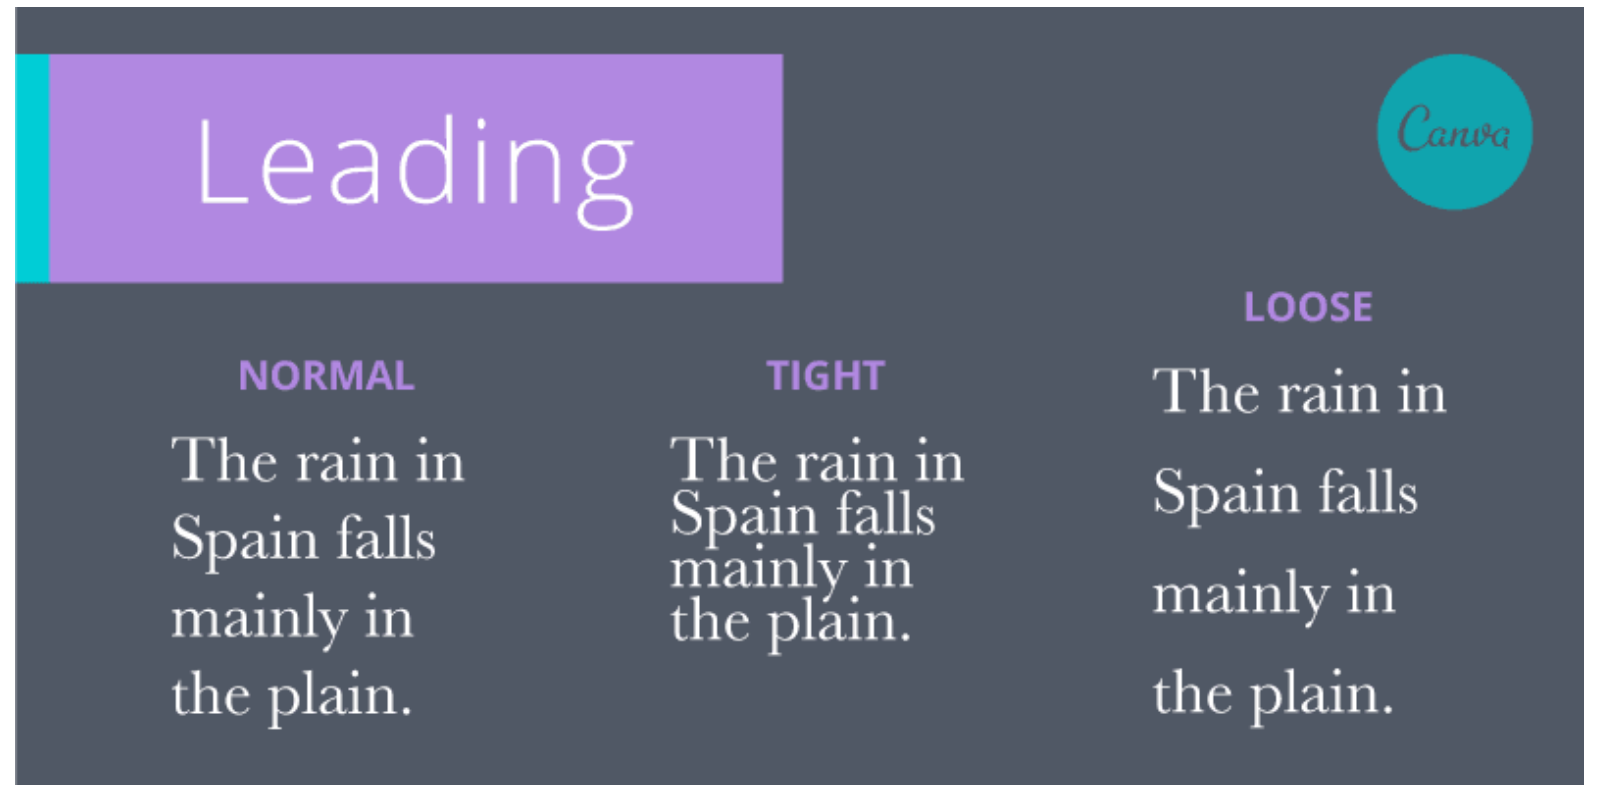 Leading
Canva
NORMAL
The rain in
Spain falls
mainly in
the plain.
TIGHT
The rain in
Spain falls
mainly in
the plain.
LOOSE
The rain in
Spain falls
mainly in
the plain.